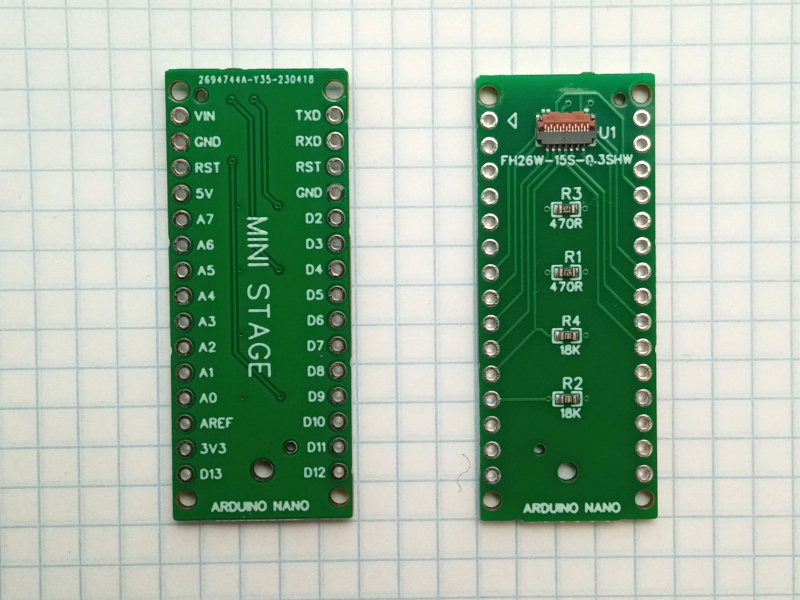 2694744A-Y35-230418
VIN TXD
GND RXD
RST RST
5V GND
A7 D2
A6 D3
A5 D4
A4 D5
A3 D6
A2 D7
A1 D8
A0 D9
AREF D10
3V3 D11
D13 D12
MINI STAGE
ARDUINO NANO
U1
FH26W-15S-0.3SHW
R3
470R
R1
470R
R4
18K
R2
18K
ARDUINO NANO